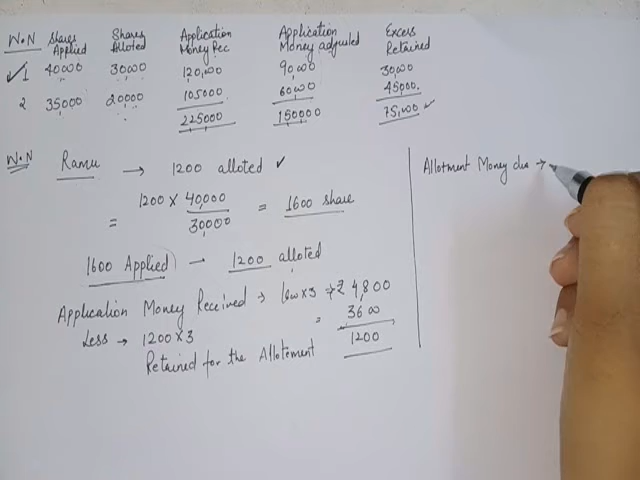 W.N Shares Applied Shares Alloted Application Money Rec Application Money adjusted Excess Retained
✓1 40000 30000 120,000 90,000 30000
2 35000 20000 105000 60000 45000
225000 150000 75,000 ✓
W.N Ramu → 1200 alloted ✓
1200 × 40,000
= 30000 = 1600 share
1600 Applied - 1200 alloted
Application Money Received → 1600×3 → ₹ 4,800
Less → 1200×3 = 3600
Retained for the Allotement 1200
Allotment Money due →